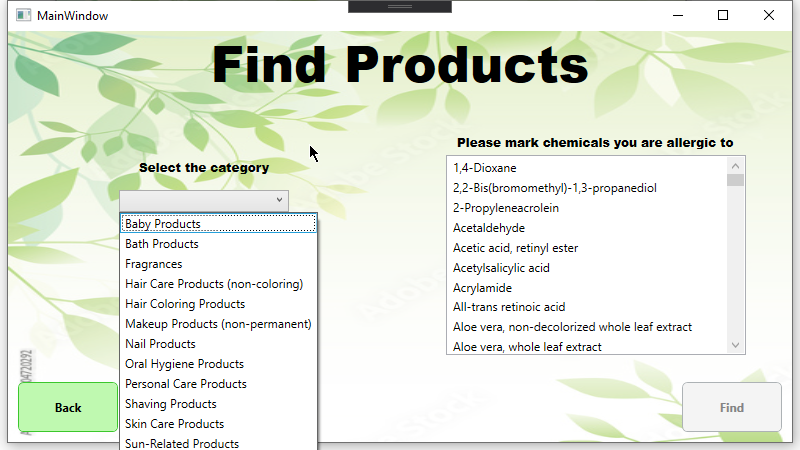 MainWindow
Find Products
Please mark chemicals you are allergic to
Select the category
Baby Products
Bath Products
Fragrances
Hair Care Products (non-coloring)
Hair Coloring Products
Makeup Products (non-permanent)
Nail Products
Oral Hygiene Products
Personal Care Products
Shaving Products
Skin Care Products
Sun-Related Products
1,4-Dioxane
2,2-Bis(bromomethyl)-1,3-propanediol
2-Propyleneacrolein
Acetaldehyde
Acetic acid, retinyl ester
Acetylsalicylic acid
Acrylamide
All-trans retinoic acid
Aloe vera, non-decolorized whole leaf extract
Aloe vera, whole leaf extract
Back
Find